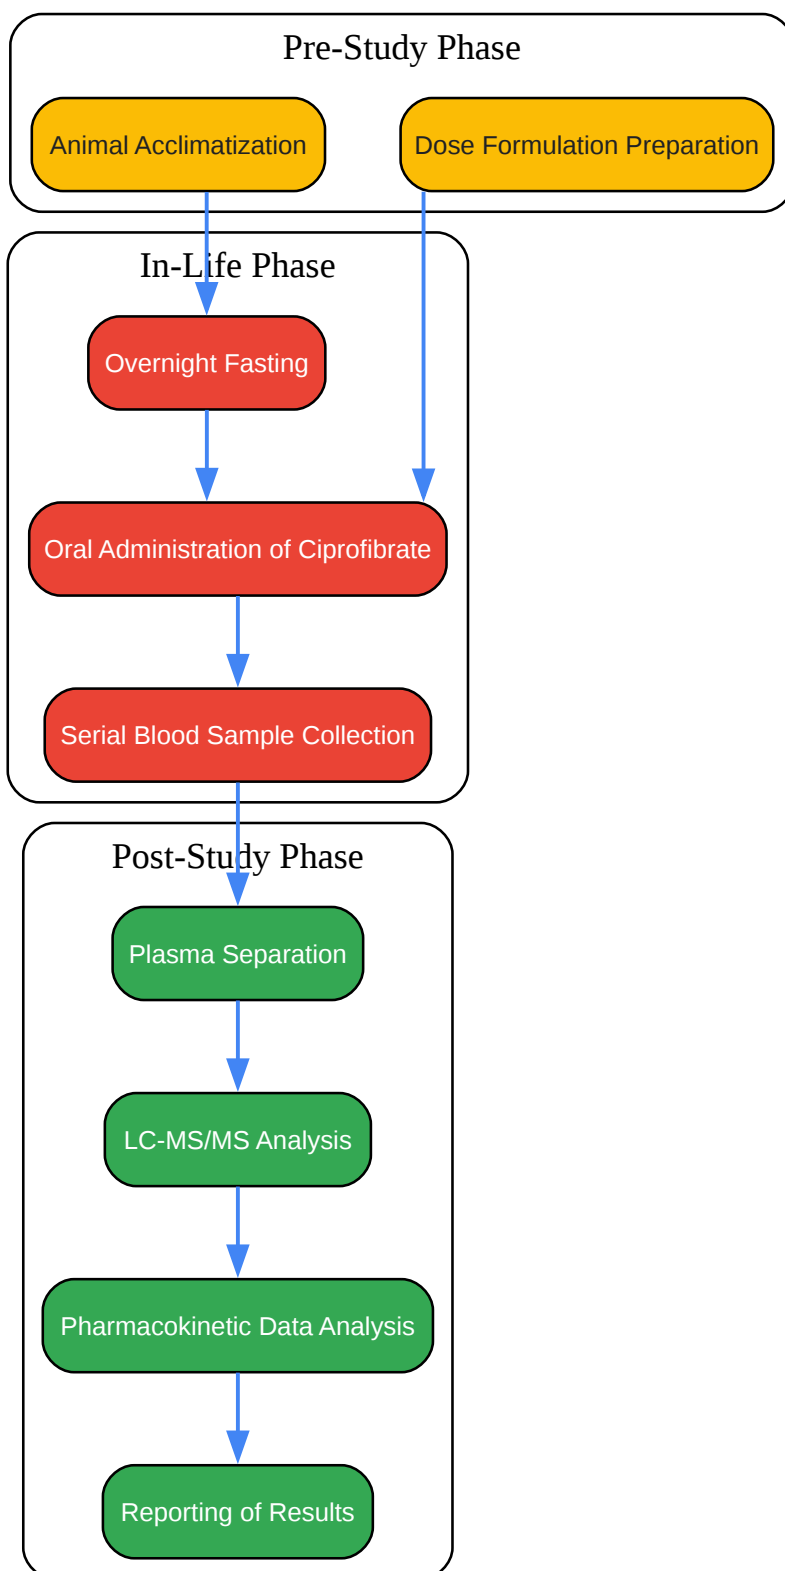 Pre-Study Phase
Animal Acclimatization
Dose Formulation Preparation
In-Life Phase
Overnight Fasting
Oral Administration of Ciprofibrate
Serial Blood Sample Collection
Post-Study Phase
Plasma Separation
LC-MS/MS Analysis
Pharmacokinetic Data Analysis
Reporting of Results